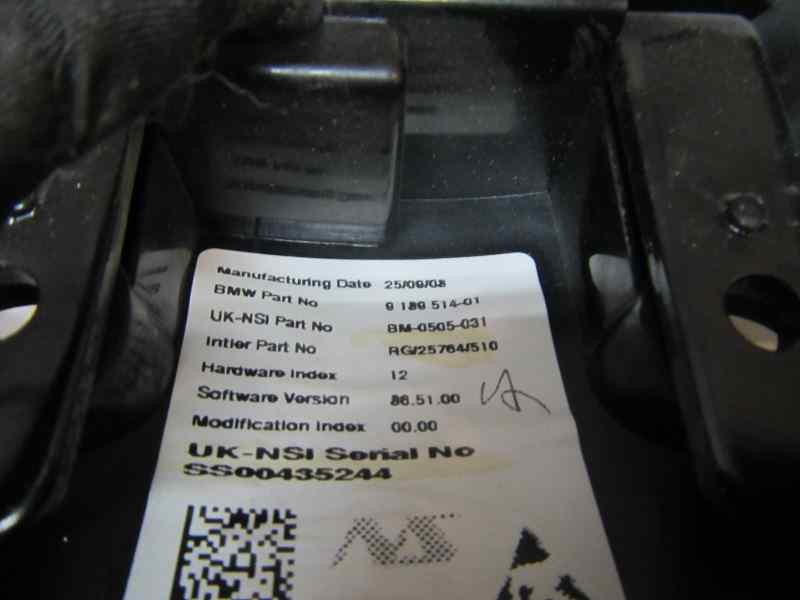 Manufacturing Date 25/09/08
BMW Part No 9 189 514-01
UK-NSI Part No BM-0505-031
Intier Part No RG/25764/510
Hardware Index 12
Software Version 86.51.00
Modification Index 00.00
UK-NSI Serial No
SS00435244
NS